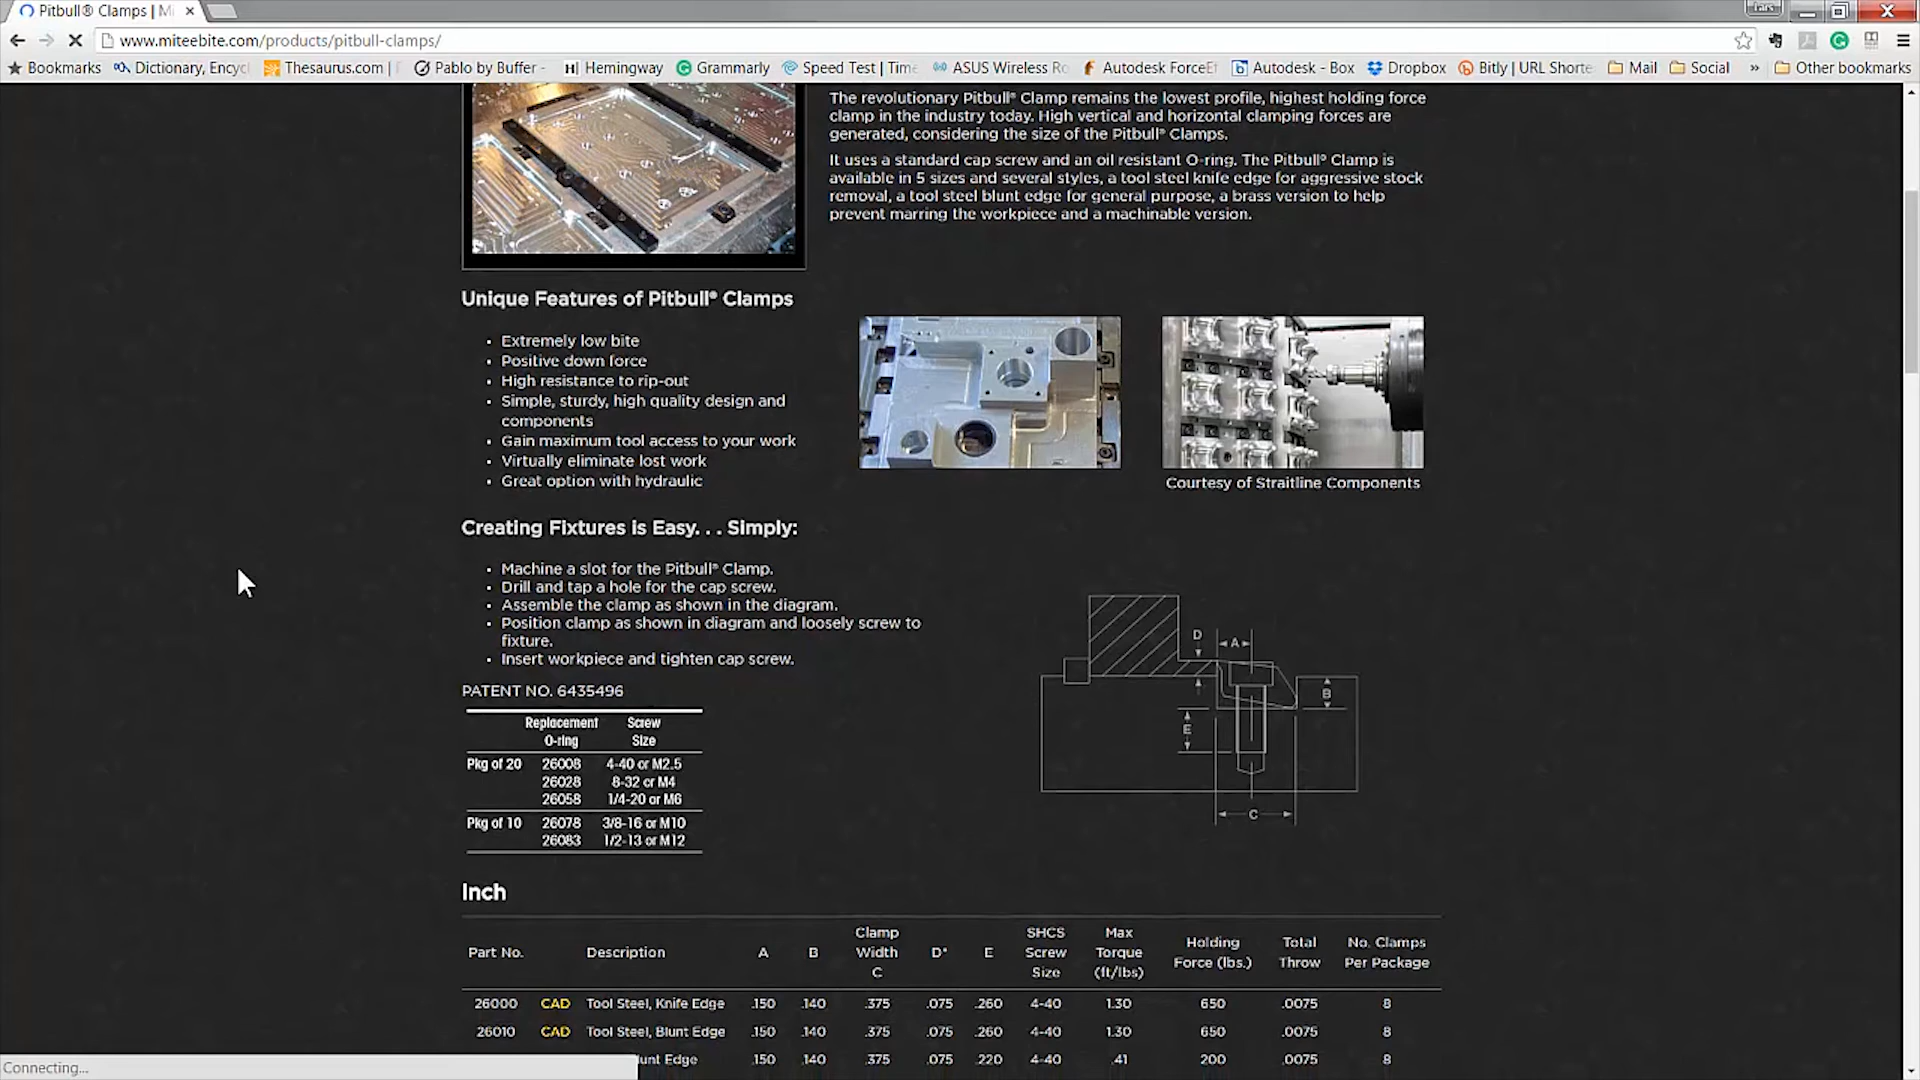 Pitbull® Clamps | Mi
Lars
www.miteebite.com/products/pitbull-clamps/
Bookmarks Dictionary, Encycl Thesaurus.com | Pablo by Buffer - Hemingway Grammarly Speed Test | Time ASUS Wireless Ro Autodesk ForceEf Autodesk - Box Dropbox Bitly | URL Shorte Mail Social » Other bookmarks
The revolutionary Pitbull® Clamp remains the lowest profile, highest holding force
clamp in the industry today. High vertical and horizontal clamping forces are
generated, considering the size of the Pitbull® Clamps.
It uses a standard cap screw and an oil resistant O-ring. The Pitbull® Clamp is
available in 5 sizes and several styles, a tool steel knife edge for aggressive stock
removal, a tool steel blunt edge for general purpose, a brass version to help
prevent marring the workpiece and a machinable version.
Unique Features of Pitbull® Clamps
• Extremely low bite
• Positive down force
• High resistance to rip-out
• Simple, sturdy, high quality design and
components
• Gain maximum tool access to your work
• Virtually eliminate lost work
• Great option with hydraulic
Courtesy of Straitline Components
Creating Fixtures is Easy. . . Simply:
• Machine a slot for the Pitbull® Clamp.
• Drill and tap a hole for the cap screw.
• Assemble the clamp as shown in the diagram.
• Position clamp as shown in diagram and loosely screw to
fixture.
• Insert workpiece and tighten cap screw.
D A
B
E
C
PATENT NO. 6435496
Replacement Screw
O-ring Size
Pkg of 20 26008 4-40 or M2.5
26028 8-32 or M4
26058 1/4-20 or M6
Pkg of 10 26078 3/8-16 or M10
26083 1/2-13 or M12
Inch
Part No. Description A B Clamp Width C D* E SHCS Screw Size Max Torque (ft/lbs) Holding Force (lbs.) Total Throw No. Clamps Per Package
26000 CAD Tool Steel, Knife Edge .150 .140 .375 .075 .260 4-40 1.30 650 .0075 8
26010 CAD Tool Steel, Blunt Edge .150 .140 .375 .075 .260 4-40 1.30 650 .0075 8
Edge .150 .140 .375 .075 .220 4-40 .41 200 .0075 8
Connecting...